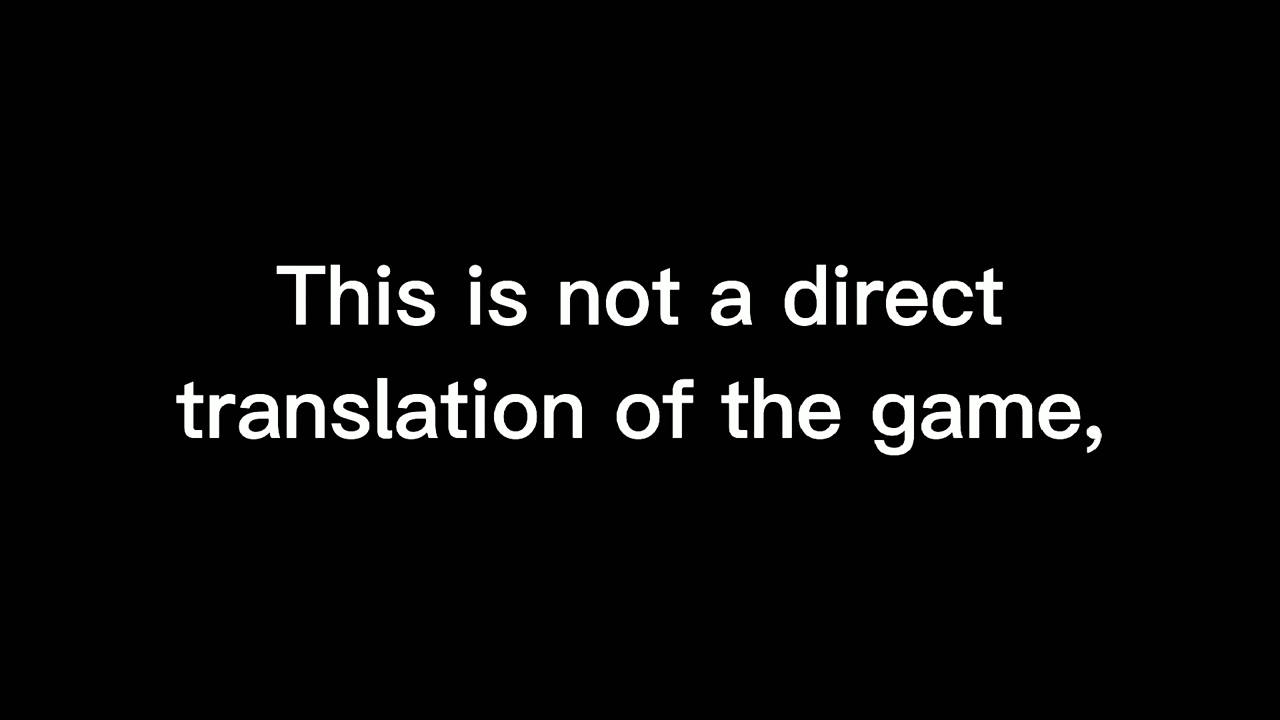 This is not a direct
translation of the game,